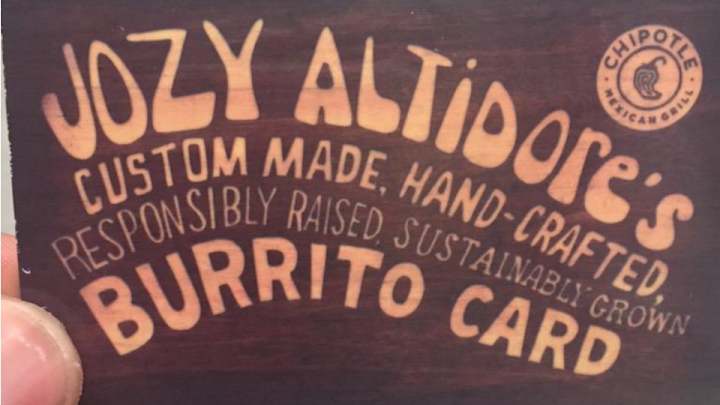 JOZY ALTiDOre's
CHIPOTLE
MEXICAN GRILL
CUSTOM MADE, HAND-CRAFTED,
RESPONSIBLY RAISED, SUSTAINABLY GROWN
BURRITO CARD